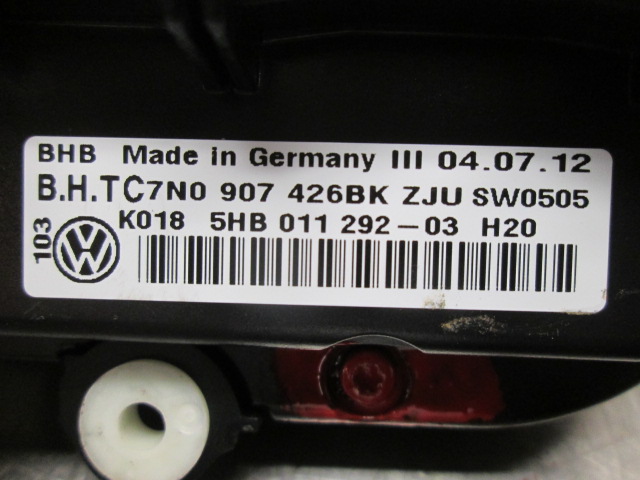 BHB Made in Germany III 04.07.12
B.H.TC7N0 907 426BK ZJU SW0505
K018 5HB 011 292-03 H20
103